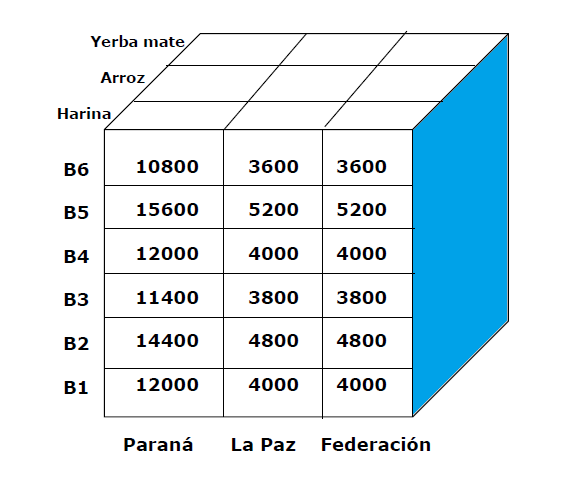 Yerba mate
Arroz
Harina
B6 10800 3600 3600
B5 15600 5200 5200
B4 12000 4000 4000
B3 11400 3800 3800
B2 14400 4800 4800
B1 12000 4000 4000
Paraná La Paz Federación